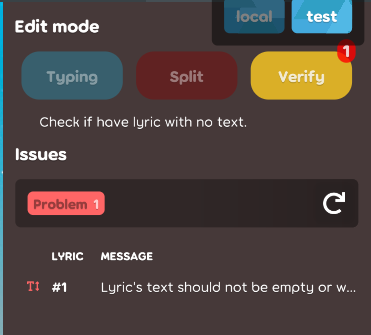 local test
Edit mode
1
Typing Split Verify
Check if have lyric with no text.
Issues
Problem 1
LYRIC MESSAGE
T #1 Lyric's text should not be empty or w...